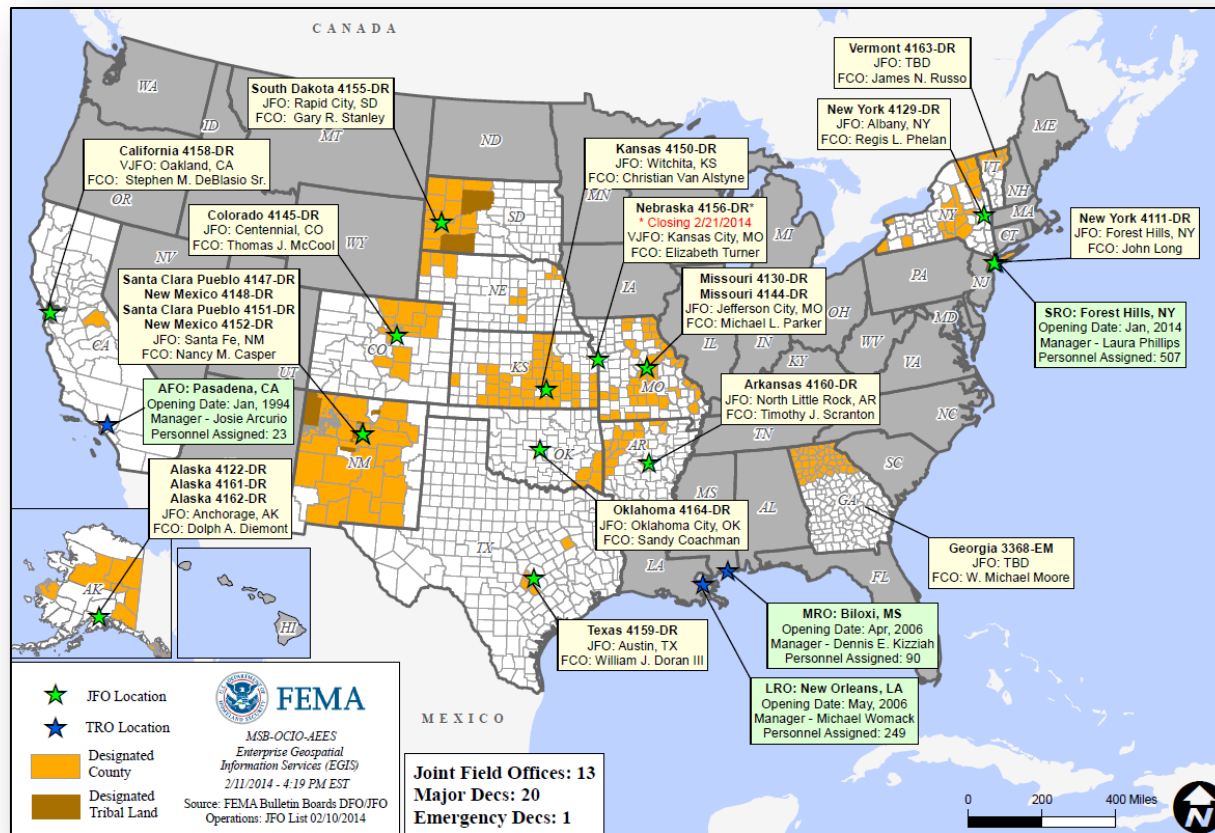 CANADA
Vermont 4163-DR
JFO: TBD
FCO: James N. Russo
South Dakota 4155-DR
JFO: Rapid City, SD
FCO: Gary R. Stanley
New York 4129-DR
JFO: Albany, NY
FCO: Regis L. Phelan
California 4158-DR
VJFO: Oakland, CA
FCO: Stephen M. DeBlasio Sr.
Kansas 4150-DR
JFO: Witchita, KS
FCO: Christian Van Alstyne
Nebraska 4156-DR*
* Closing 2/21/2014
VJFO: Kansas City, MO
FCO: Elizabeth Turner
Colorado 4145-DR
JFO: Centennial, CO
FCO: Thomas J. McCool
New York 4111-DR
JFO: Forest Hills, NY
FCO: John Long
Santa Clara Pueblo 4147-DR
New Mexico 4148-DR
Santa Clara Pueblo 4151-DR
New Mexico 4152-DR
JFO: Santa Fe, NM
FCO: Nancy M. Casper
Missouri 4130-DR
Missouri 4144-DR
JFO: Jefferson City, MO
FCO: Michael L. Parker
SRO: Forest Hills, NY
Opening Date: Jan, 2014
Manager - Laura Phillips
Personnel Assigned: 507
AFO: Pasadena, CA
Opening Date: Jan, 1994
Manager - Josie Arcurio
Personnel Assigned: 23
Arkansas 4160-DR
JFO: North Little Rock, AR
FCO: Timothy J. Scranton
Alaska 4122-DR
Alaska 4161-DR
Alaska 4162-DR
JFO: Anchorage, AK
FCO: Dolph A. Diemont
Oklahoma 4164-DR
JFO: Oklahoma City, OK
FCO: Sandy Coachman
Georgia 3368-EM
JFO: TBD
FCO: W. Michael Moore
Texas 4159-DR
JFO: Austin, TX
FCO: William J. Doran III
MRO: Biloxi, MS
Opening Date: Apr, 2006
Manager - Dennis E. Kizziah
Personnel Assigned: 90
LRO: New Orleans, LA
Opening Date: May, 2006
Manager - Michael Womack
Personnel Assigned: 249
WA
OR
ID
MT
ND
MN
SD
WY
NV
CA
UT
CO
NE
IA
KS
MO
MI
IL
IN
OH
KY
WV
VA
PA
MD
NJ
NY
VT
NH
ME
MA
CT
NC
SC
TN
AR
OK
NM
TX
LA
MS
AL
GA
FL
AK
HI
MEXICO
JFO Location
TRO Location
Designated
County
Designated
Tribal Land
FEMA
MSB-OCIO-AEES
Enterprise Geospatial
Information Services (EGIS)
2/11/2014 - 4:19 PM EST
Source: FEMA Bulletin Boards DFO/JFO
Operations: JFO List 02/10/2014
Joint Field Offices: 13
Major Decs: 20
Emergency Decs: 1
0 200 400 Miles
N